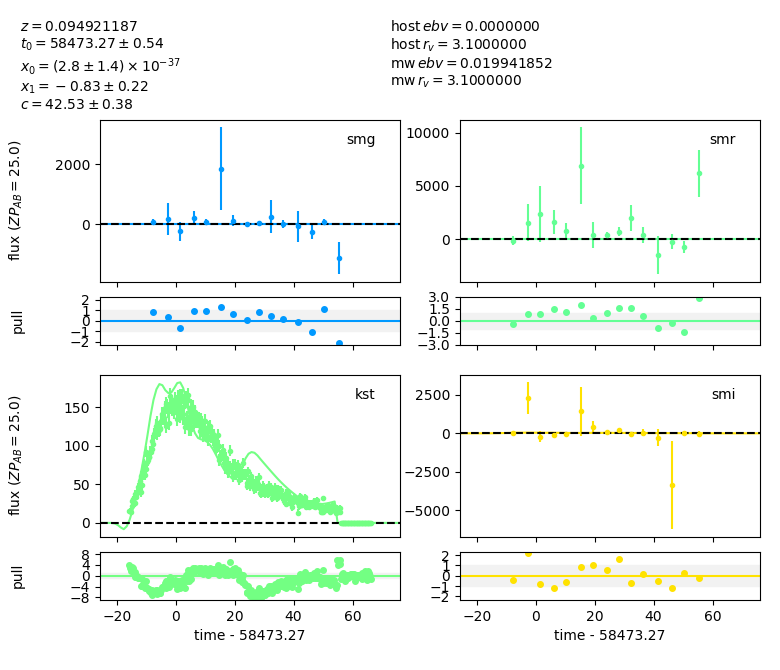 z = 0.094921187
t₀ = 58473.27 ± 0.54
x₀ = (2.8 ± 1.4) × 10⁻³⁷
x₁ = −0.83 ± 0.22
c = 42.53 ± 0.38
host ebv = 0.0000000
host r_v = 3.1000000
mw ebv = 0.019941852
mw r_v = 3.1000000
smg
flux (ZP_AB = 25.0)
2000
0
smr
10000
5000
0
pull
2
1
0
−1
−2
3.0
1.5
0.0
−1.5
−3.0
kst
flux (ZP_AB = 25.0)
150
100
50
0
smi
2500
0
−2500
−5000
pull
8
4
0
−4
−8
−20
0
20
40
60
time - 58473.27
2
1
0
−1
−2
−20
0
20
40
60
time - 58473.27